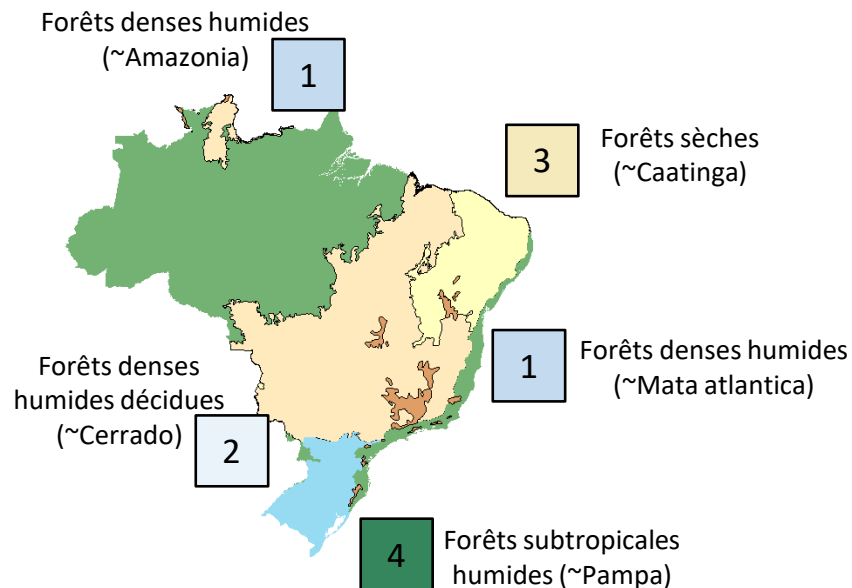 Forêts denses humides
(~Amazonia)
1
3
Forêts sèches
(~Caatinga)
1
Forêts denses humides
(~Mata atlantica)
Forêts denses
humides décidues
(~Cerrado)
2
4
Forêts subtropicales
humides (~Pampa)